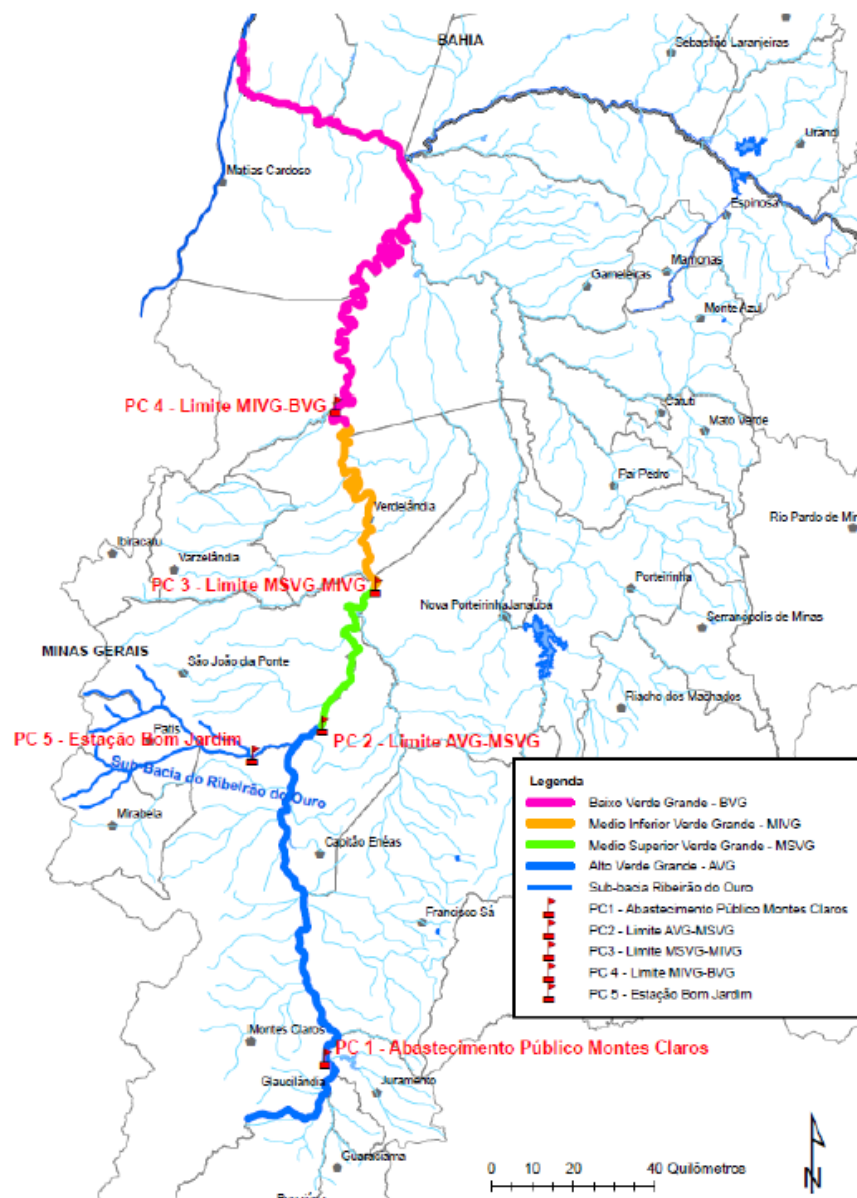 BAHIA
Sebastião Laranjeiras
Urandi
Matias Cardoso
Espinosa
Mamonas
Gameleiras
Monte Azul
PC 4 - Limite MIVG-BVG
Catuti
Mato Verde
Pai Pedro
Verdelândia
Rio Pardo de Min
Ibiracatu
Varzelândia
PC 3 - Limite MSVG-MIVG
Porteirinha
Nova Porteirinha
Janaúba
Serranópolis de Minas
MINAS GERAIS
São João da Ponte
Riacho dos Machados
PC 5 - Estação Bom Jardim
Patis
PC 2 - Limite AVG-MSVG
Sub-Bacia do Ribeirão do Ouro
Mirabela
Capitão Enéas
Francisco Sá
Legenda
Baixo Verde Grande - BVG
Medio Inferior Verde Grande - MIVG
Medio Superior Verde Grande - MSVG
Alto Verde Grande - AVG
Sub-bacia Ribeirão do Ouro
PC1 - Abastecimento Público Montes Claros
PC2 - Limite AVG-MSVG
PC3 - Limite MSVG-MIVG
PC 4 - Limite MIVG-BVG
PC 5 - Estação Bom Jardim
Montes Claros
PC 1 - Abastecimento Público Montes Claros
Glaucilândia
Juramento
Guaraciama
0 10 20 40 Quilômetros
N